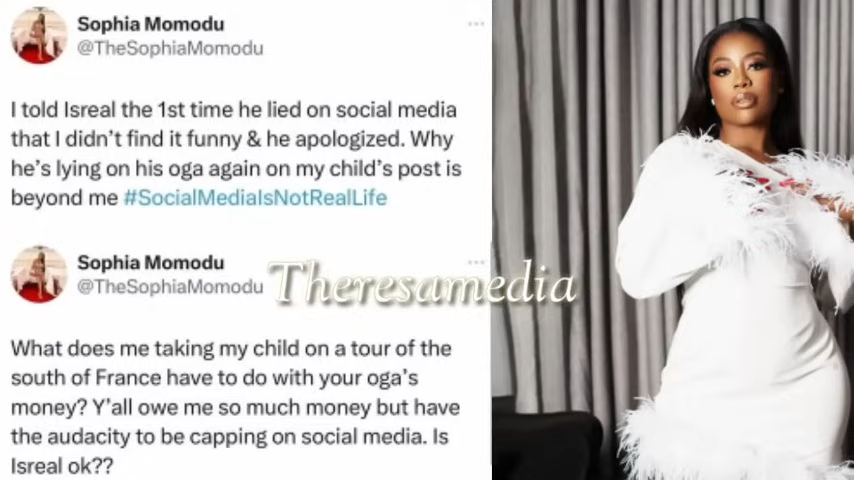 Sophia Momodu
@TheSophiaMomodu
I told Isreal the 1st time he lied on social media
that I didn't find it funny & he apologized. Why
he's lying on his oga again on my child's post is
beyond me #SocialMediaIsNotRealLife
Sophia Momodu
@TheSophiaMomodu
Theresamedia
What does me taking my child on a tour of the
south of France have to do with your oga's
money? Y'all owe me so much money but have
the audacity to be capping on social media. Is
Isreal ok??